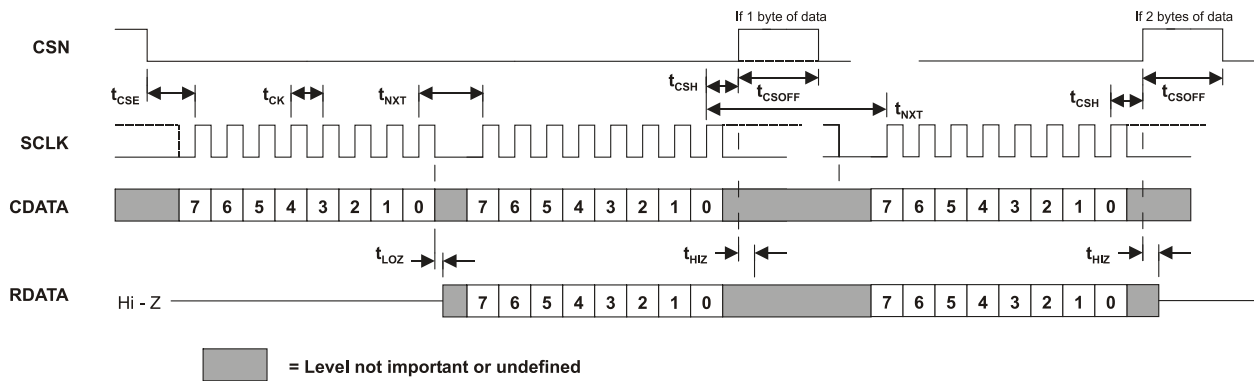 If 1 byte of data If 2 bytes of data
CSN
tCSE tCK tNXT tCSH tCSOFF tNXT tCSH tCSOFF
SCLK
CDATA 7 6 5 4 3 2 1 0 7 6 5 4 3 2 1 0 7 6 5 4 3 2 1 0
tLOZ tHIZ tHIZ
RDATA Hi - Z 7 6 5 4 3 2 1 0 7 6 5 4 3 2 1 0
= Level not important or undefined